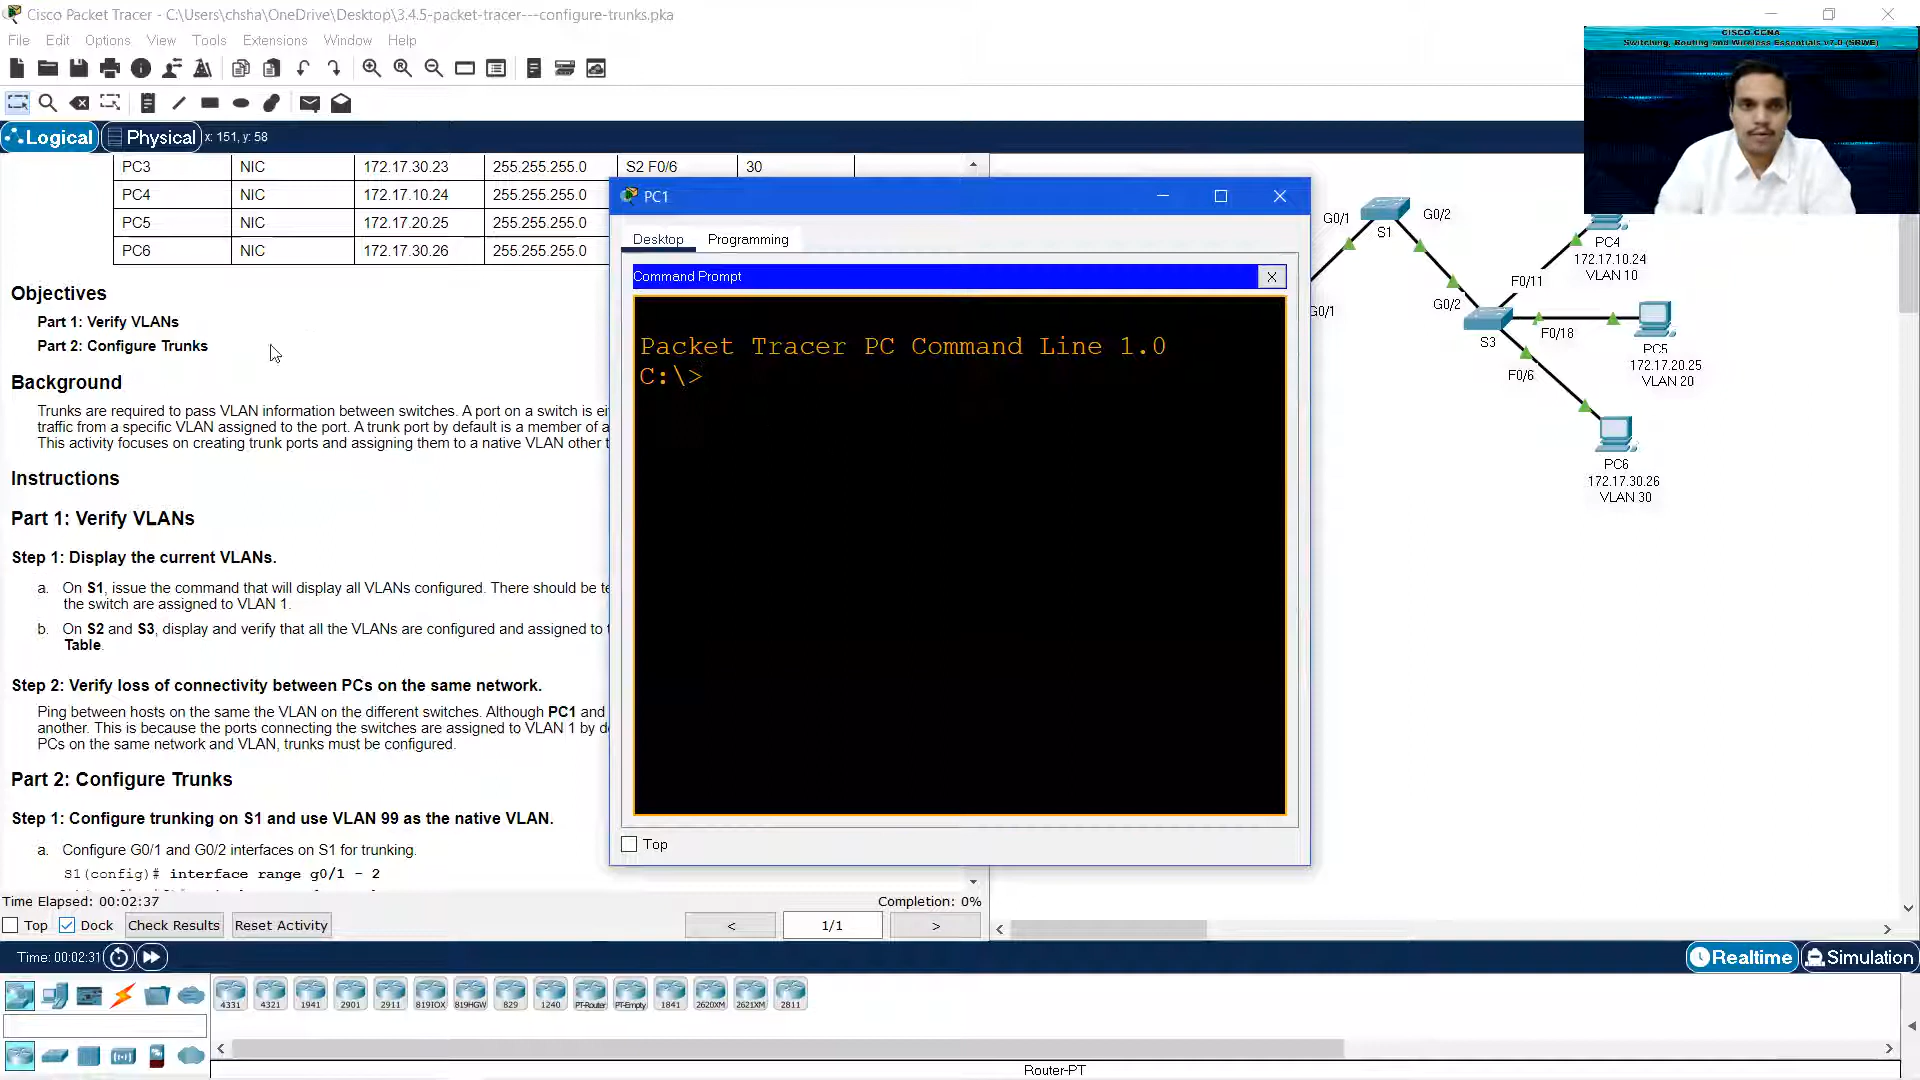 Cisco Packet Tracer - C:\Users\chsha\OneDrive\Desktop\3.4.5-packet-tracer---configure-trunks.pka
File Edit Options View Tools Extensions Window Help
CISCO CCNA
Switching, Routing and Wireless Essentials v7.0 (SRWE)
Logical Physical x: 151, y: 58
PC3 NIC 172.17.30.23 255.255.255.0 S2 F0/6 30
PC4 NIC 172.17.10.24 255.255.255.0
PC5 NIC 172.17.20.25 255.255.255.0
PC6 NIC 172.17.30.26 255.255.255.0
Objectives
Part 1: Verify VLANs
Part 2: Configure Trunks
Background
Trunks are required to pass VLAN information between switches. A port on a switch is ei
traffic from a specific VLAN assigned to the port. A trunk port by default is a member of a
This activity focuses on creating trunk ports and assigning them to a native VLAN other t
Instructions
Part 1: Verify VLANs
Step 1: Display the current VLANs.
a. On S1, issue the command that will display all VLANs configured. There should be te
the switch are assigned to VLAN 1.
b. On S2 and S3, display and verify that all the VLANs are configured and assigned to t
Table.
Step 2: Verify loss of connectivity between PCs on the same network.
Ping between hosts on the same the VLAN on the different switches. Although PC1 and
another. This is because the ports connecting the switches are assigned to VLAN 1 by de
PCs on the same network and VLAN, trunks must be configured.
Part 2: Configure Trunks
Step 1: Configure trunking on S1 and use VLAN 99 as the native VLAN.
a. Configure G0/1 and G0/2 interfaces on S1 for trunking.
S1(config)# interface range g0/1 - 2
PC1
Desktop Programming
Command Prompt X
Packet Tracer PC Command Line 1.0
C:\>
Top
G0/1 S1 G0/2
G0/1
G0/2
S3
F0/11
F0/18
F0/6
PC4
172.17.10.24
VLAN 10
PC5
172.17.20.25
VLAN 20
PC6
172.17.30.26
VLAN 30
Time Elapsed: 00:02:37 Completion: 0%
Top Dock Check Results Reset Activity < 1/1 >
Time: 00:02:31 Realtime Simulation
4331 4321 1941 2901 2911 819IOX 819HGW 829 1240 PT-Router PT-Empty 1841 2620XM 2621XM 2811
Router-PT